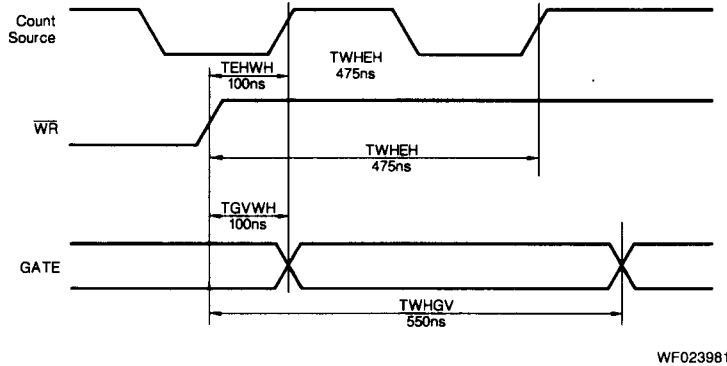 Count
Source
TEHWH
100ns
TWHEH
475ns
WR
TWHEH
475ns
TGVWH
100ns
GATE
TWHGV
550ns
WF023981